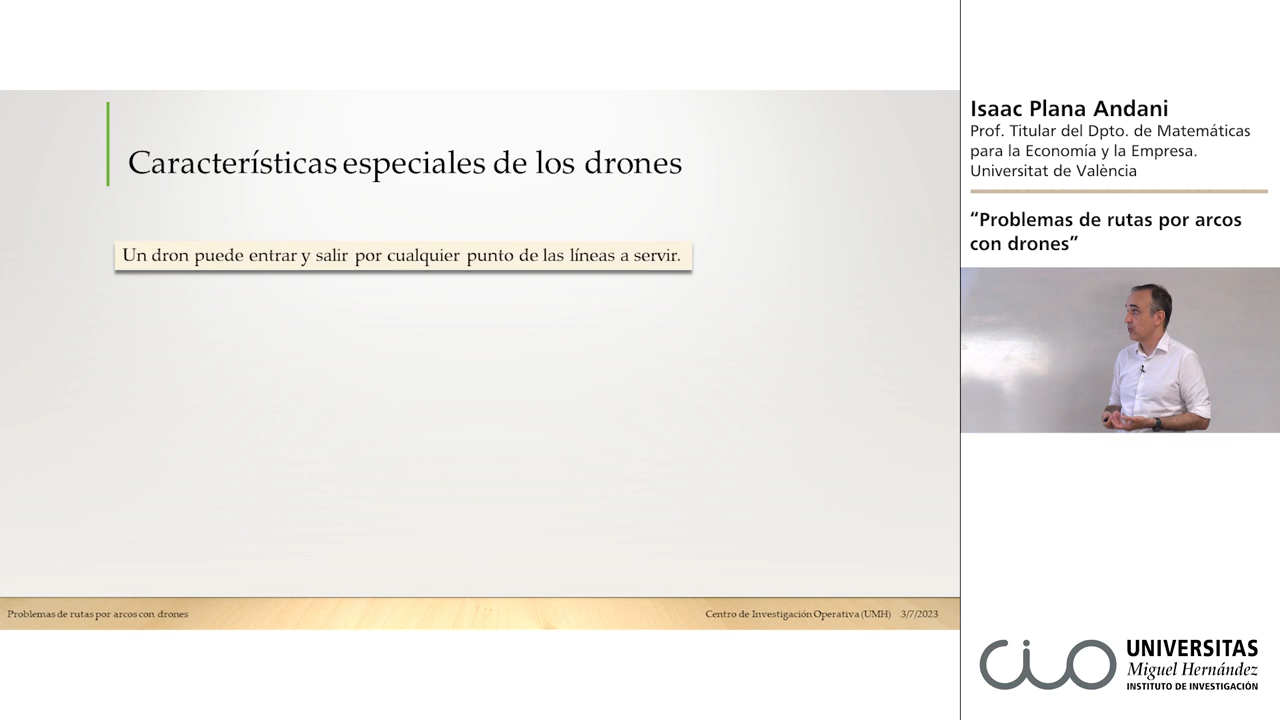 Características especiales de los drones
Un dron puede entrar y salir por cualquier punto de las líneas a servir.
Problemas de rutas por arcos con drones
Centro de Investigación Operativa (UMH) 3/7/2023
Isaac Plana Andani
Prof. Titular del Dpto. de Matemáticas
para la Economía y la Empresa.
Universitat de València
“Problemas de rutas por arcos
con drones”
cio
UNIVERSITAS
Miguel Hernández
INSTITUTO DE INVESTIGACIÓN